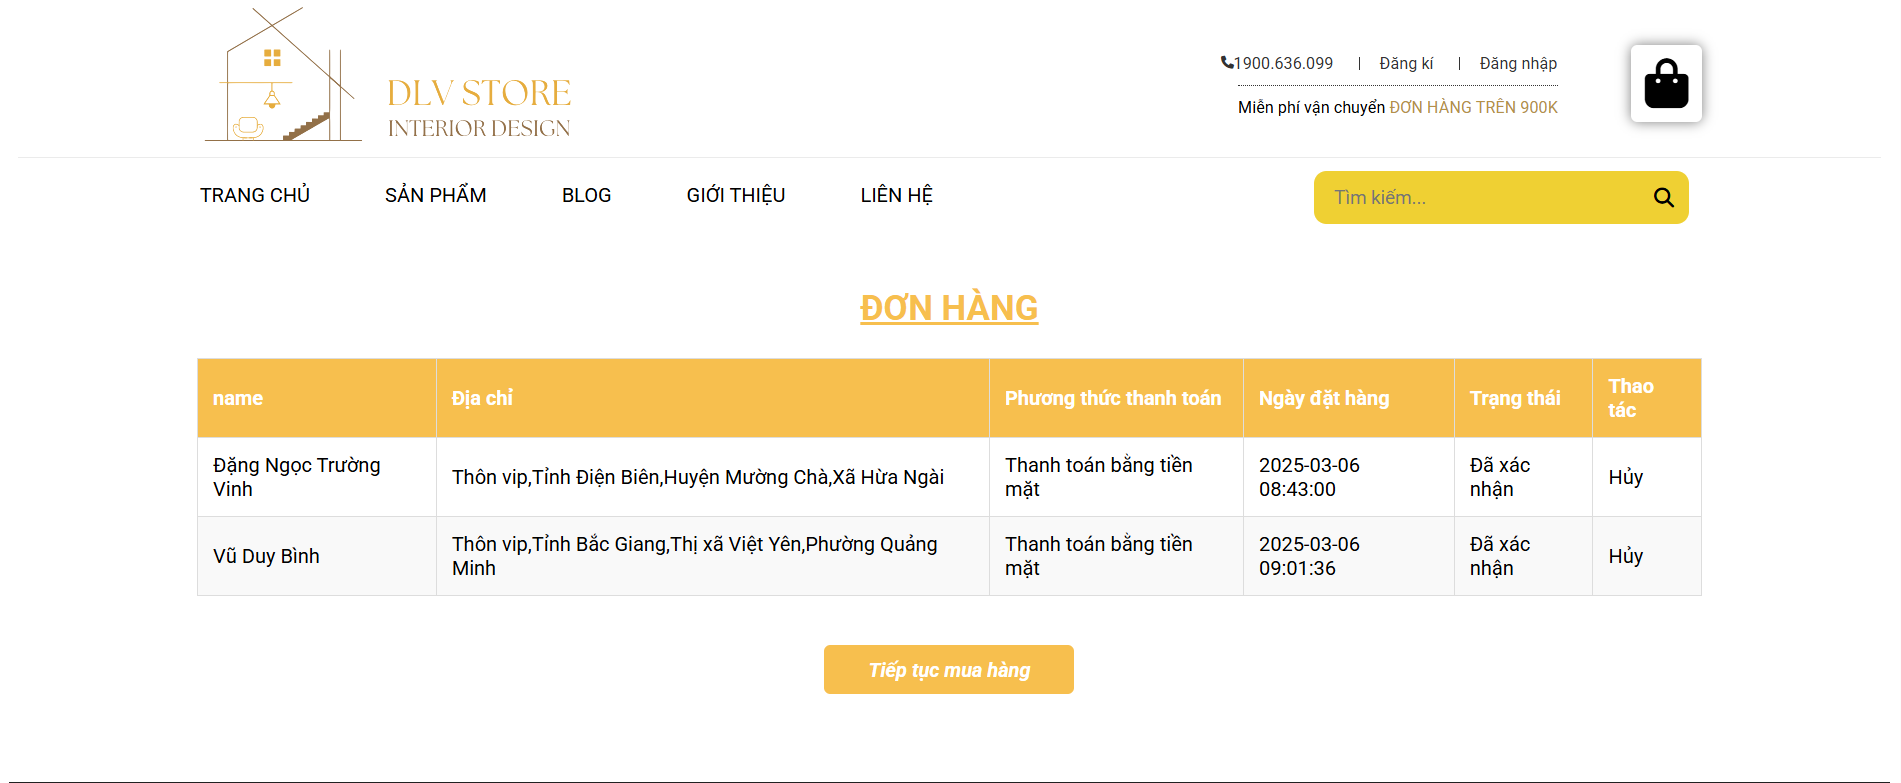 DLV STORE
INTERIOR DESIGN
1900.636.099 | Đăng kí | Đăng nhập
Miễn phí vận chuyển ĐƠN HÀNG TRÊN 900K
TRANG CHỦ SẢN PHẨM BLOG GIỚI THIỆU LIÊN HỆ
Tìm kiếm...
ĐƠN HÀNG
name
Địa chỉ
Phương thức thanh toán
Ngày đặt hàng
Trạng thái
Thao
tác
Đặng Ngọc Trường
Vinh
Thôn vip,Tỉnh Điện Biên,Huyện Mường Chà,Xã Hừa Ngài
Thanh toán bằng tiền
mặt
2025-03-06
08:43:00
Đã xác
nhận
Hủy
Vũ Duy Bình
Thôn vip,Tỉnh Bắc Giang,Thị xã Việt Yên,Phường Quảng
Minh
Thanh toán bằng tiền
mặt
2025-03-06
09:01:36
Đã xác
nhận
Hủy
Tiếp tục mua hàng